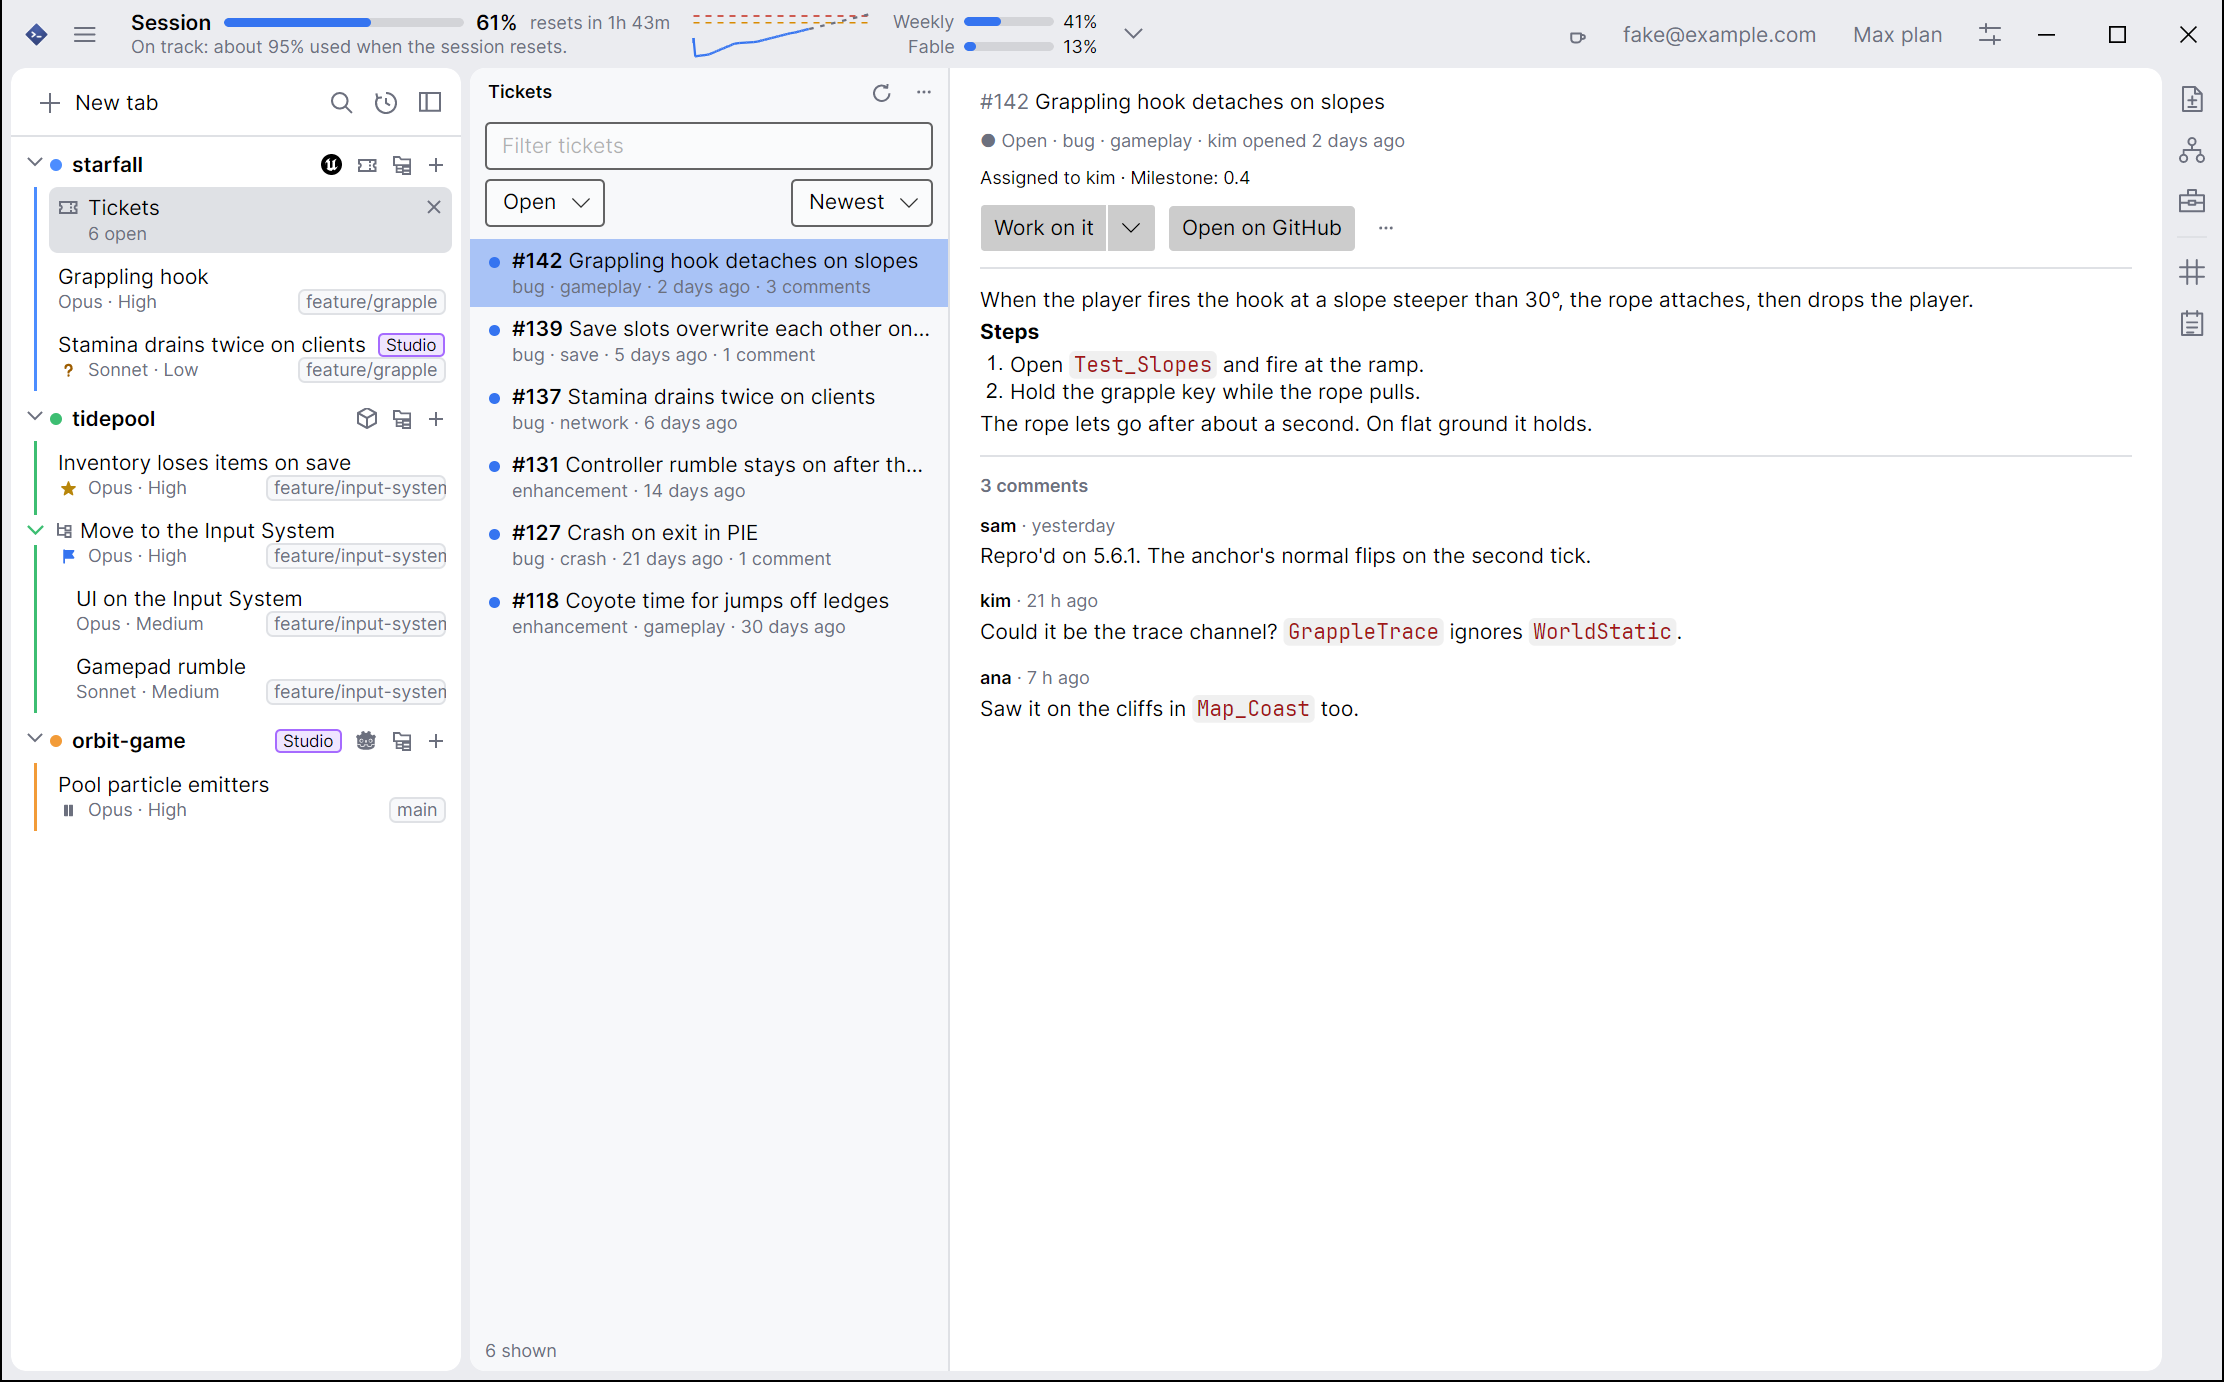 Session 61% resets in 1h 43m
On track: about 95% used when the session resets.
Weekly 41%
Fable 13%
fake@example.com Max plan
New tab
starfall
Tickets
6 open
Grappling hook
Opus · High feature/grapple
Stamina drains twice on clients Studio
? Sonnet · Low feature/grapple
tidepool
Inventory loses items on save
Opus · High feature/input-system
Move to the Input System
Opus · High feature/input-system
UI on the Input System
Opus · Medium feature/input-system
Gamepad rumble
Sonnet · Medium feature/input-system
orbit-game Studio
Pool particle emitters
Opus · High main
Tickets
Filter tickets
Open Newest
#142 Grappling hook detaches on slopes
bug · gameplay · 2 days ago · 3 comments
#139 Save slots overwrite each other on...
bug · save · 5 days ago · 1 comment
#137 Stamina drains twice on clients
bug · network · 6 days ago
#131 Controller rumble stays on after th...
enhancement · 14 days ago
#127 Crash on exit in PIE
bug · crash · 21 days ago · 1 comment
#118 Coyote time for jumps off ledges
enhancement · gameplay · 30 days ago
6 shown
#142 Grappling hook detaches on slopes
Open · bug · gameplay · kim opened 2 days ago
Assigned to kim · Milestone: 0.4
Work on it Open on GitHub ...
When the player fires the hook at a slope steeper than 30°, the rope attaches, then drops the player.
Steps
1. Open Test_Slopes and fire at the ramp.
2. Hold the grapple key while the rope pulls.
The rope lets go after about a second. On flat ground it holds.
3 comments
sam · yesterday
Repro'd on 5.6.1. The anchor's normal flips on the second tick.
kim · 21 h ago
Could it be the trace channel? GrappleTrace ignores WorldStatic.
ana · 7 h ago
Saw it on the cliffs in Map_Coast too.